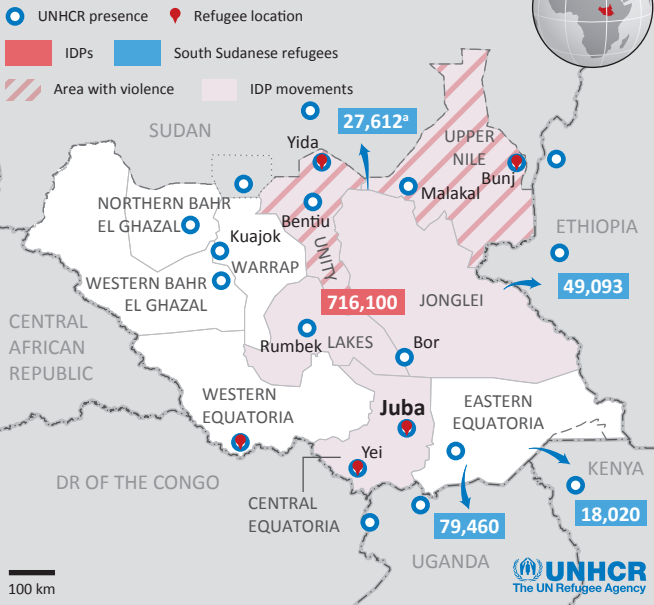 UNHCR presence
Refugee location
IDPs
South Sudanese refugees
Area with violence
IDP movements
SUDAN
27,612ᵃ
Yida
UPPER
NILE
Bunj
Malakal
NORTHERN BAHR
EL GHAZAL
Bentiu
ETHIOPIA
Kuajok
UNITY
WARRAP
WESTERN BAHR
EL GHAZAL
49,093
716,100
JONGLEI
CENTRAL
AFRICAN
REPUBLIC
Rumbek
LAKES
Bor
WESTERN
EQUATORIA
Juba
EASTERN
EQUATORIA
Yei
DR OF THE CONGO
KENYA
CENTRAL
EQUATORIA
79,460
18,020
UGANDA
UNHCR
The UN Refugee Agency
100 km